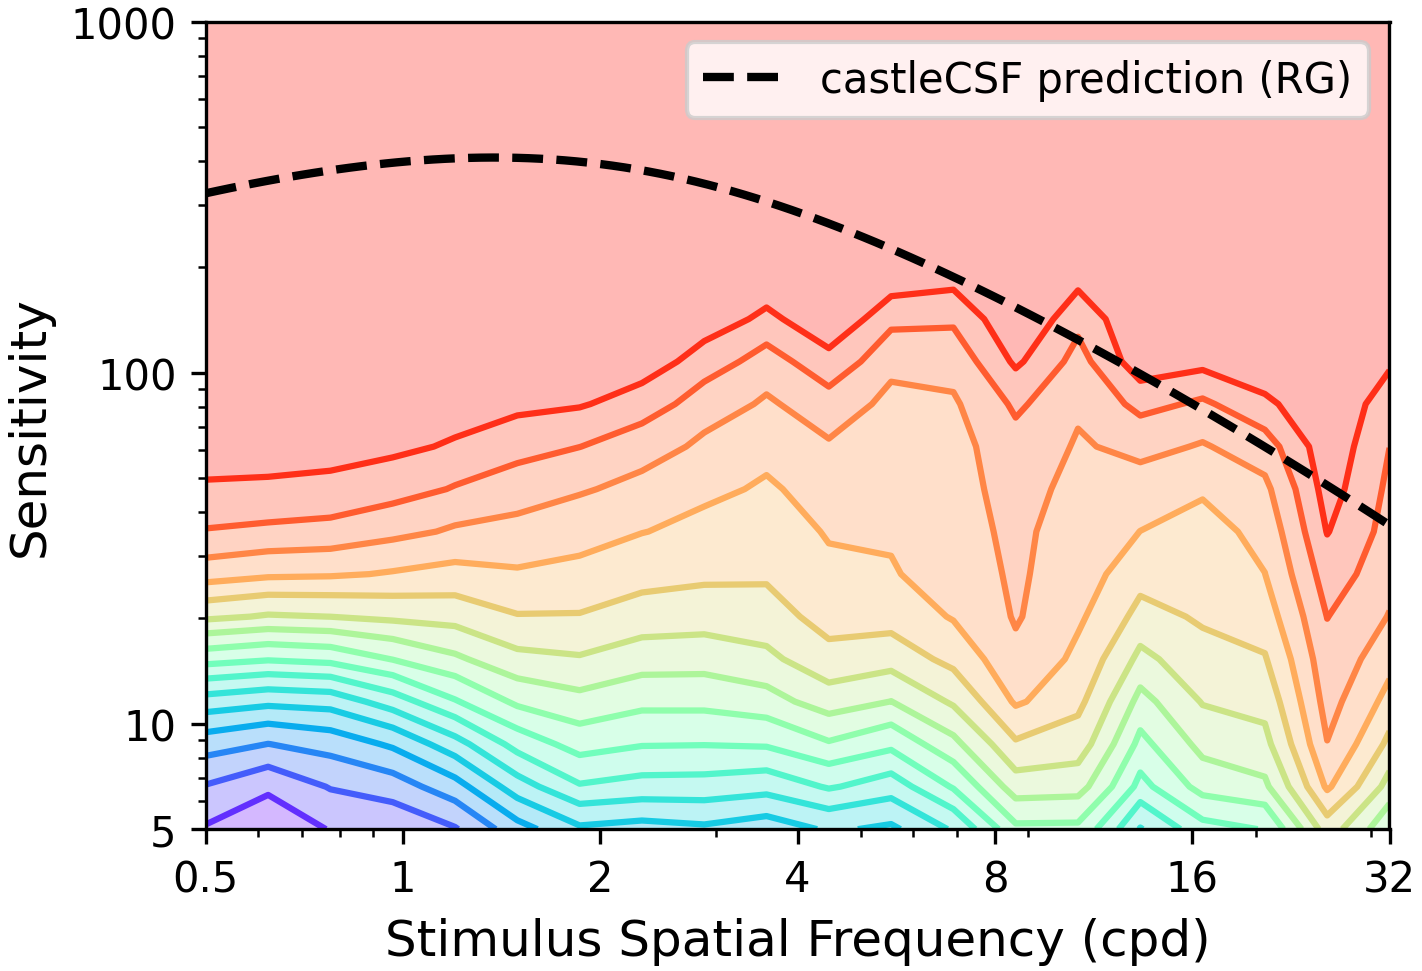 1000
castleCSF prediction (RG)
100
Sensitivity
10
5
0.5 1 2 4 8 16 32
Stimulus Spatial Frequency (cpd)